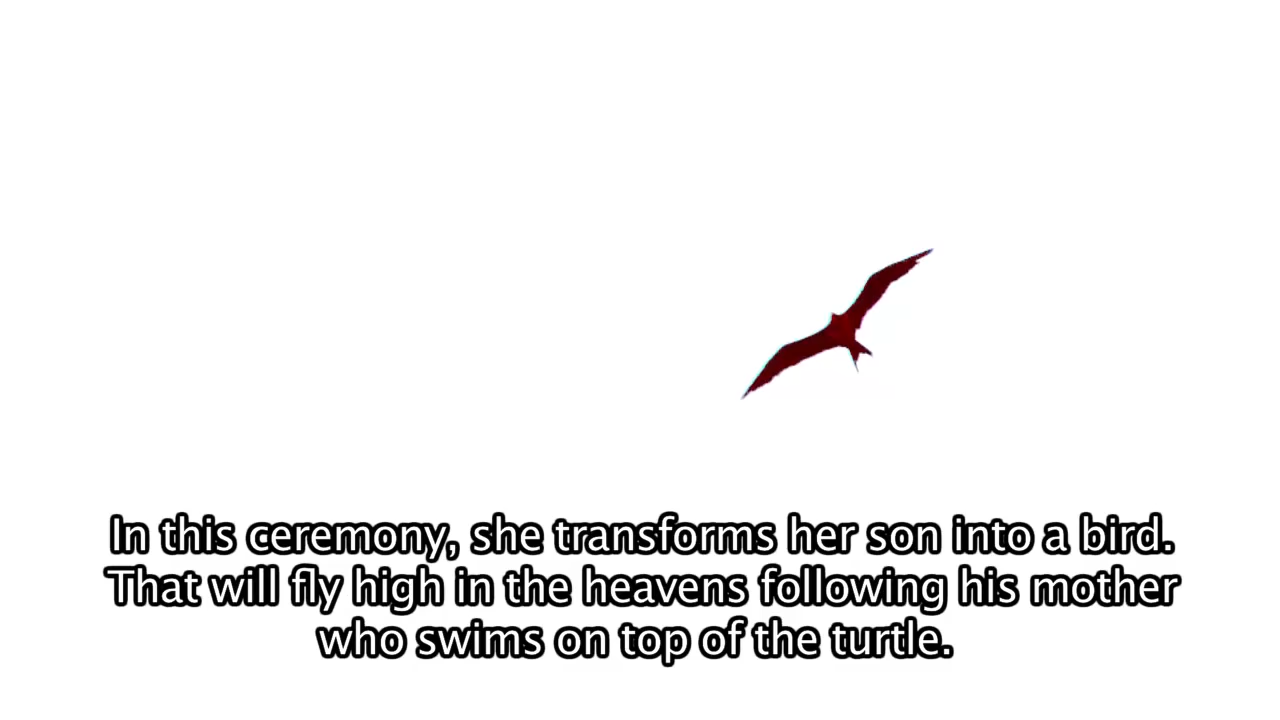 In this ceremony, she transforms her son into a bird.
That will fly high in the heavens following his mother
who swims on top of the turtle.